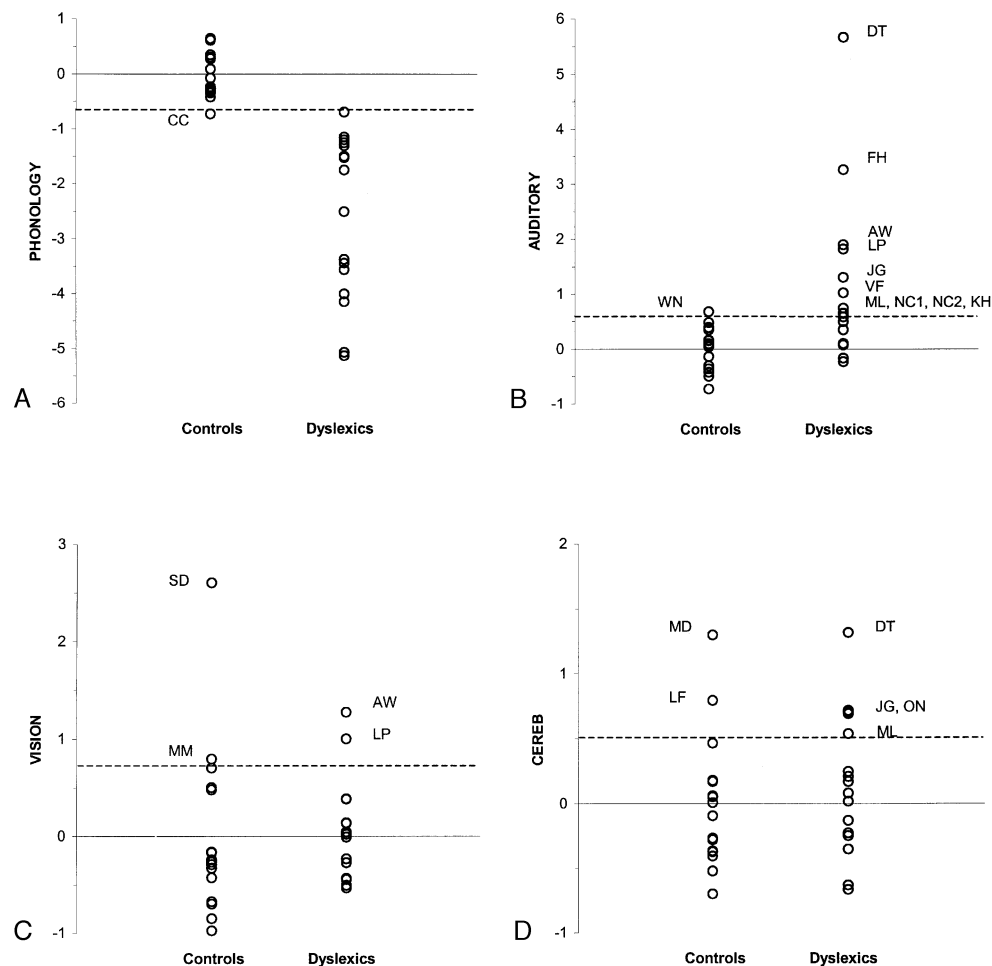 1
0
-1
-2
-3
-4
-5
-6
PHONOLOGY
CC
A
Controls Dyslexics
6
5
4
3
2
1
0
-1
AUDITORY
DT
FH
AW
LP
JG
VF
WN
ML, NC1, NC2, KH
B
Controls Dyslexics
3
2
1
0
-1
VISION
SD
AW
LP
MM
C
Controls Dyslexics
2
1
0
-1
CEREB
MD
DT
LF
JG, ON
ML
D
Controls Dyslexics